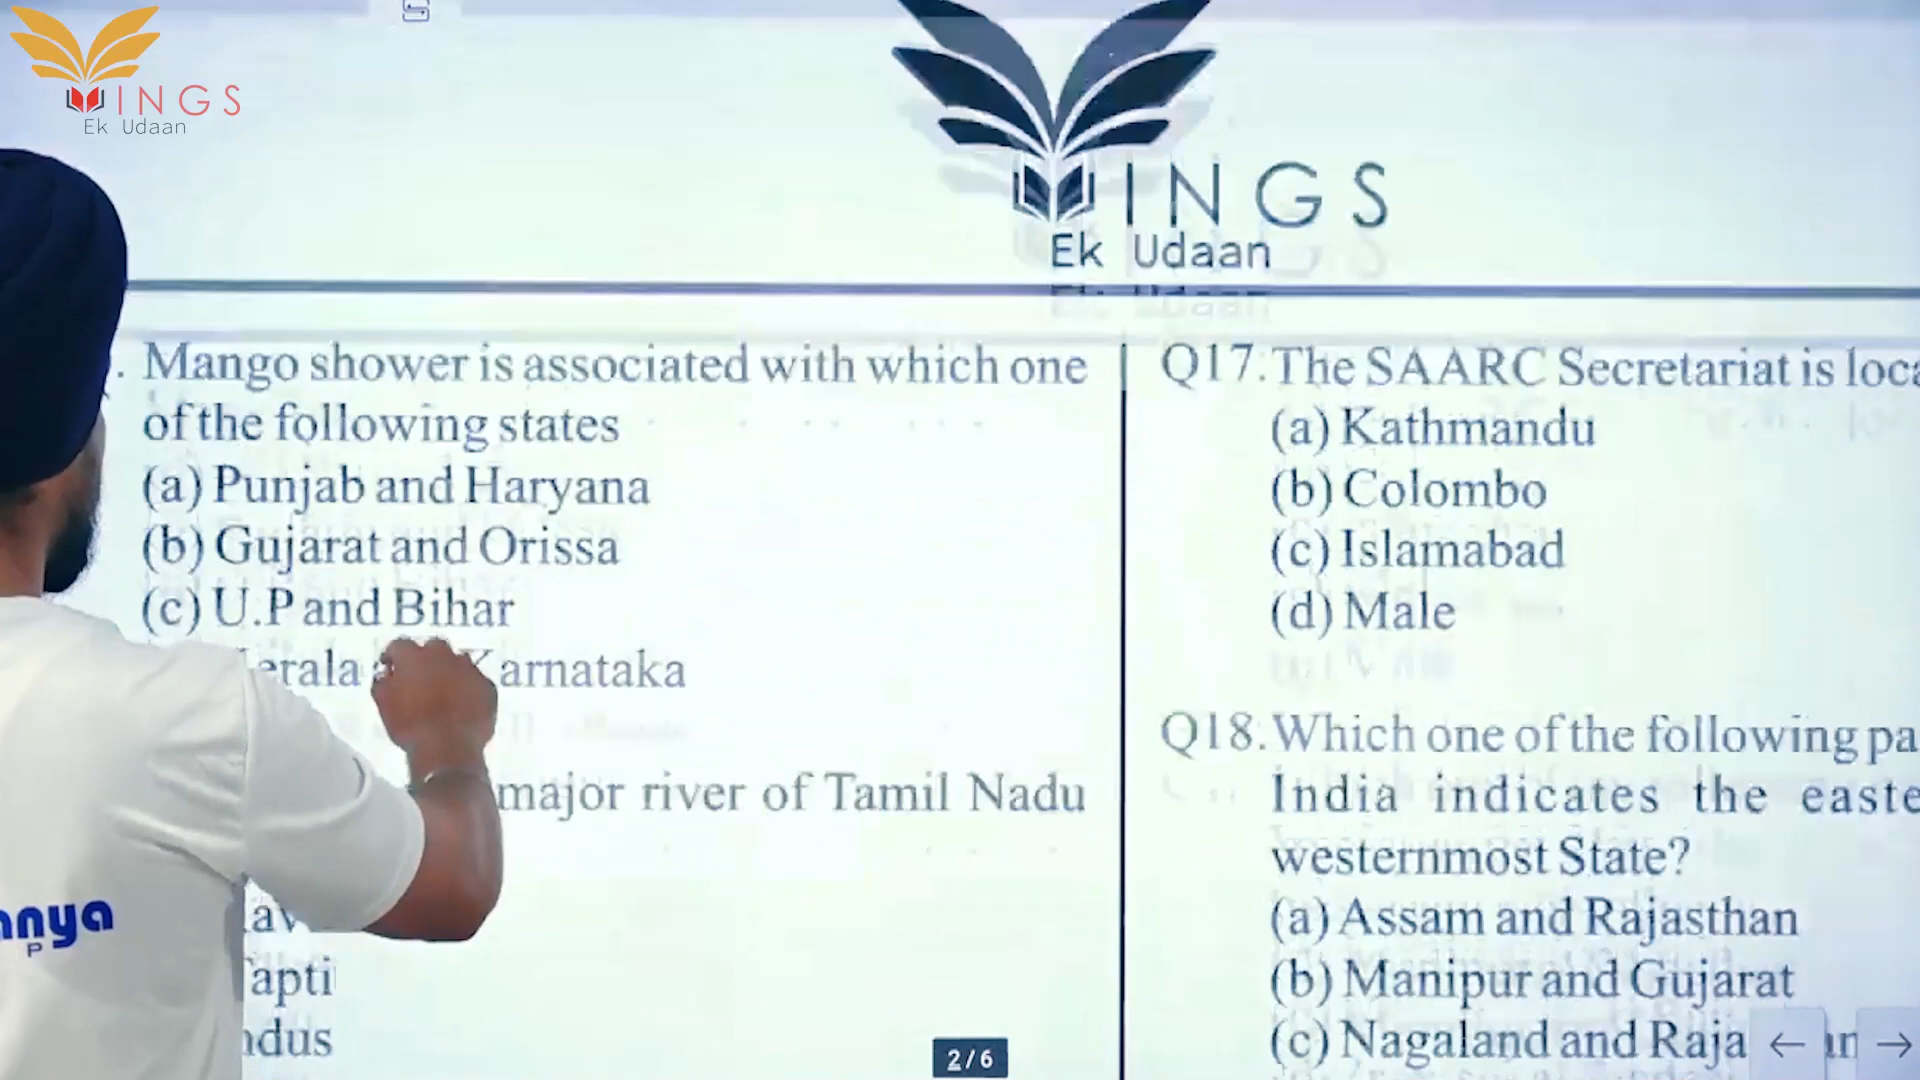 INGS
Ek Udaan
INGS
Ek Udaan
. Mango shower is associated with which one
of the following states
(a) Punjab and Haryana
(b) Gujarat and Orissa
(c) U.P and Bihar
erala arnataka
major river of Tamil Nadu
apti
ndus
Q17. The SAARC Secretariat is loca
(a) Kathmandu
(b) Colombo
(c) Islamabad
(d) Male
Q18. Which one of the following pa
India indicates the easte
westernmost State?
(a) Assam and Rajasthan
(b) Manipur and Gujarat
(c) Nagaland and Raja
2/6
anya
P